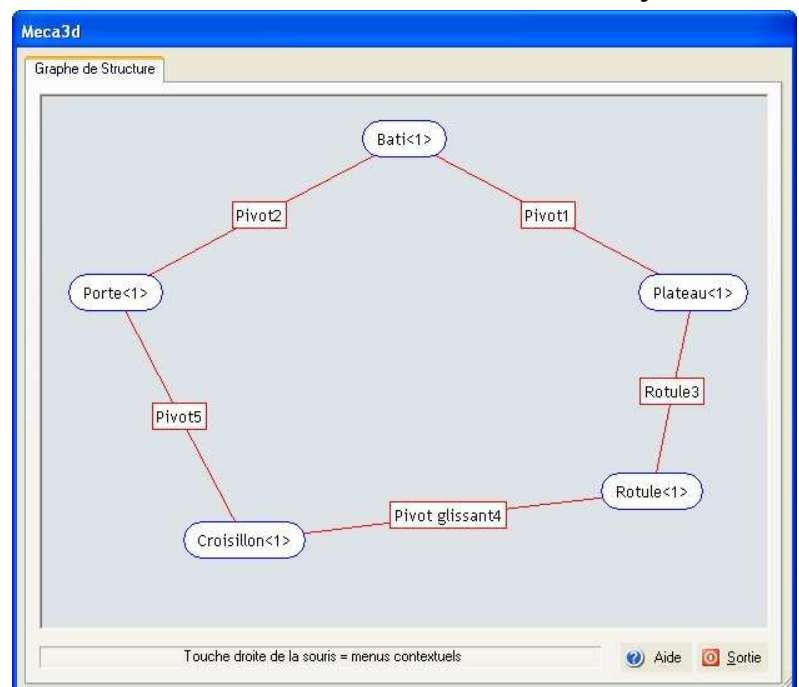 Meca3d
Graphe de Structure
Bati<1>
Pivot2
Pivot1
Porte<1>
Plateau<1>
Rotule3
Pivot5
Rotule<1>
Pivot glissant4
Croisillon<1>
Touche droite de la souris = menus contextuels
Aide
Sortie